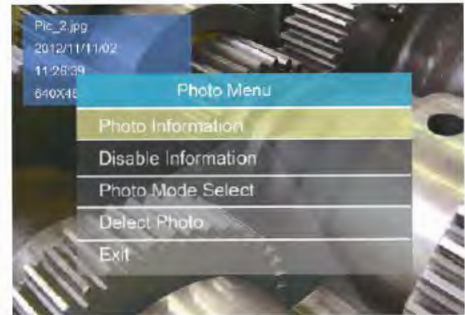 Pic_2.jpg
2012/11/11/02
11:26:39
640X48
Photo Menu
Photo Information
Disable Information
Photo Mode Select
Delect Photo
Exit